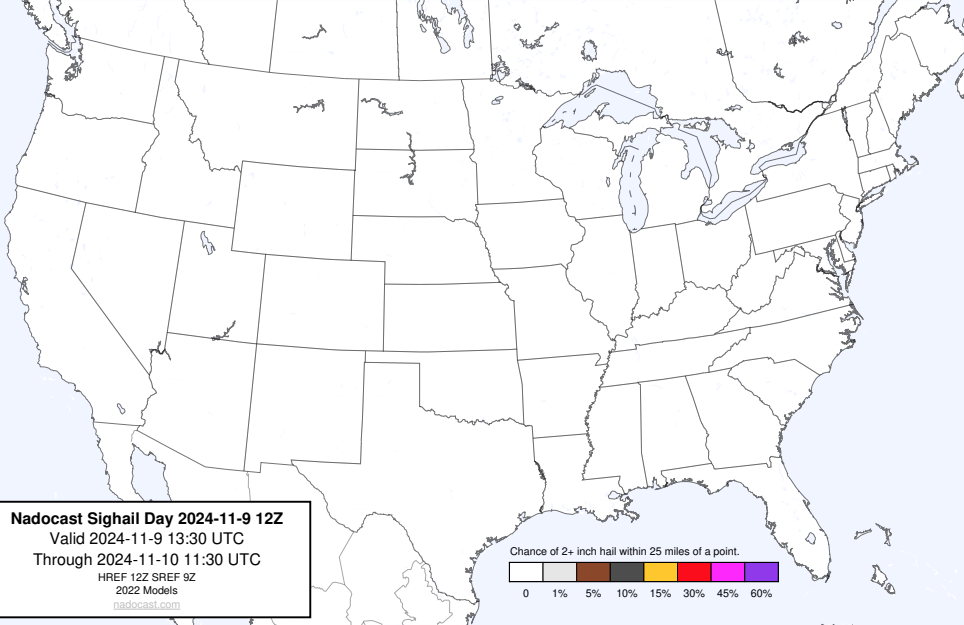 Nadocast Sighail Day 2024-11-9 12Z
Valid 2024-11-9 13:30 UTC
Through 2024-11-10 11:30 UTC
HREF 12Z SREF 9Z
2022 Models
nadocast.com
Chance of 2+ inch hail within 25 miles of a point.
0 1% 5% 10% 15% 30% 45% 60%